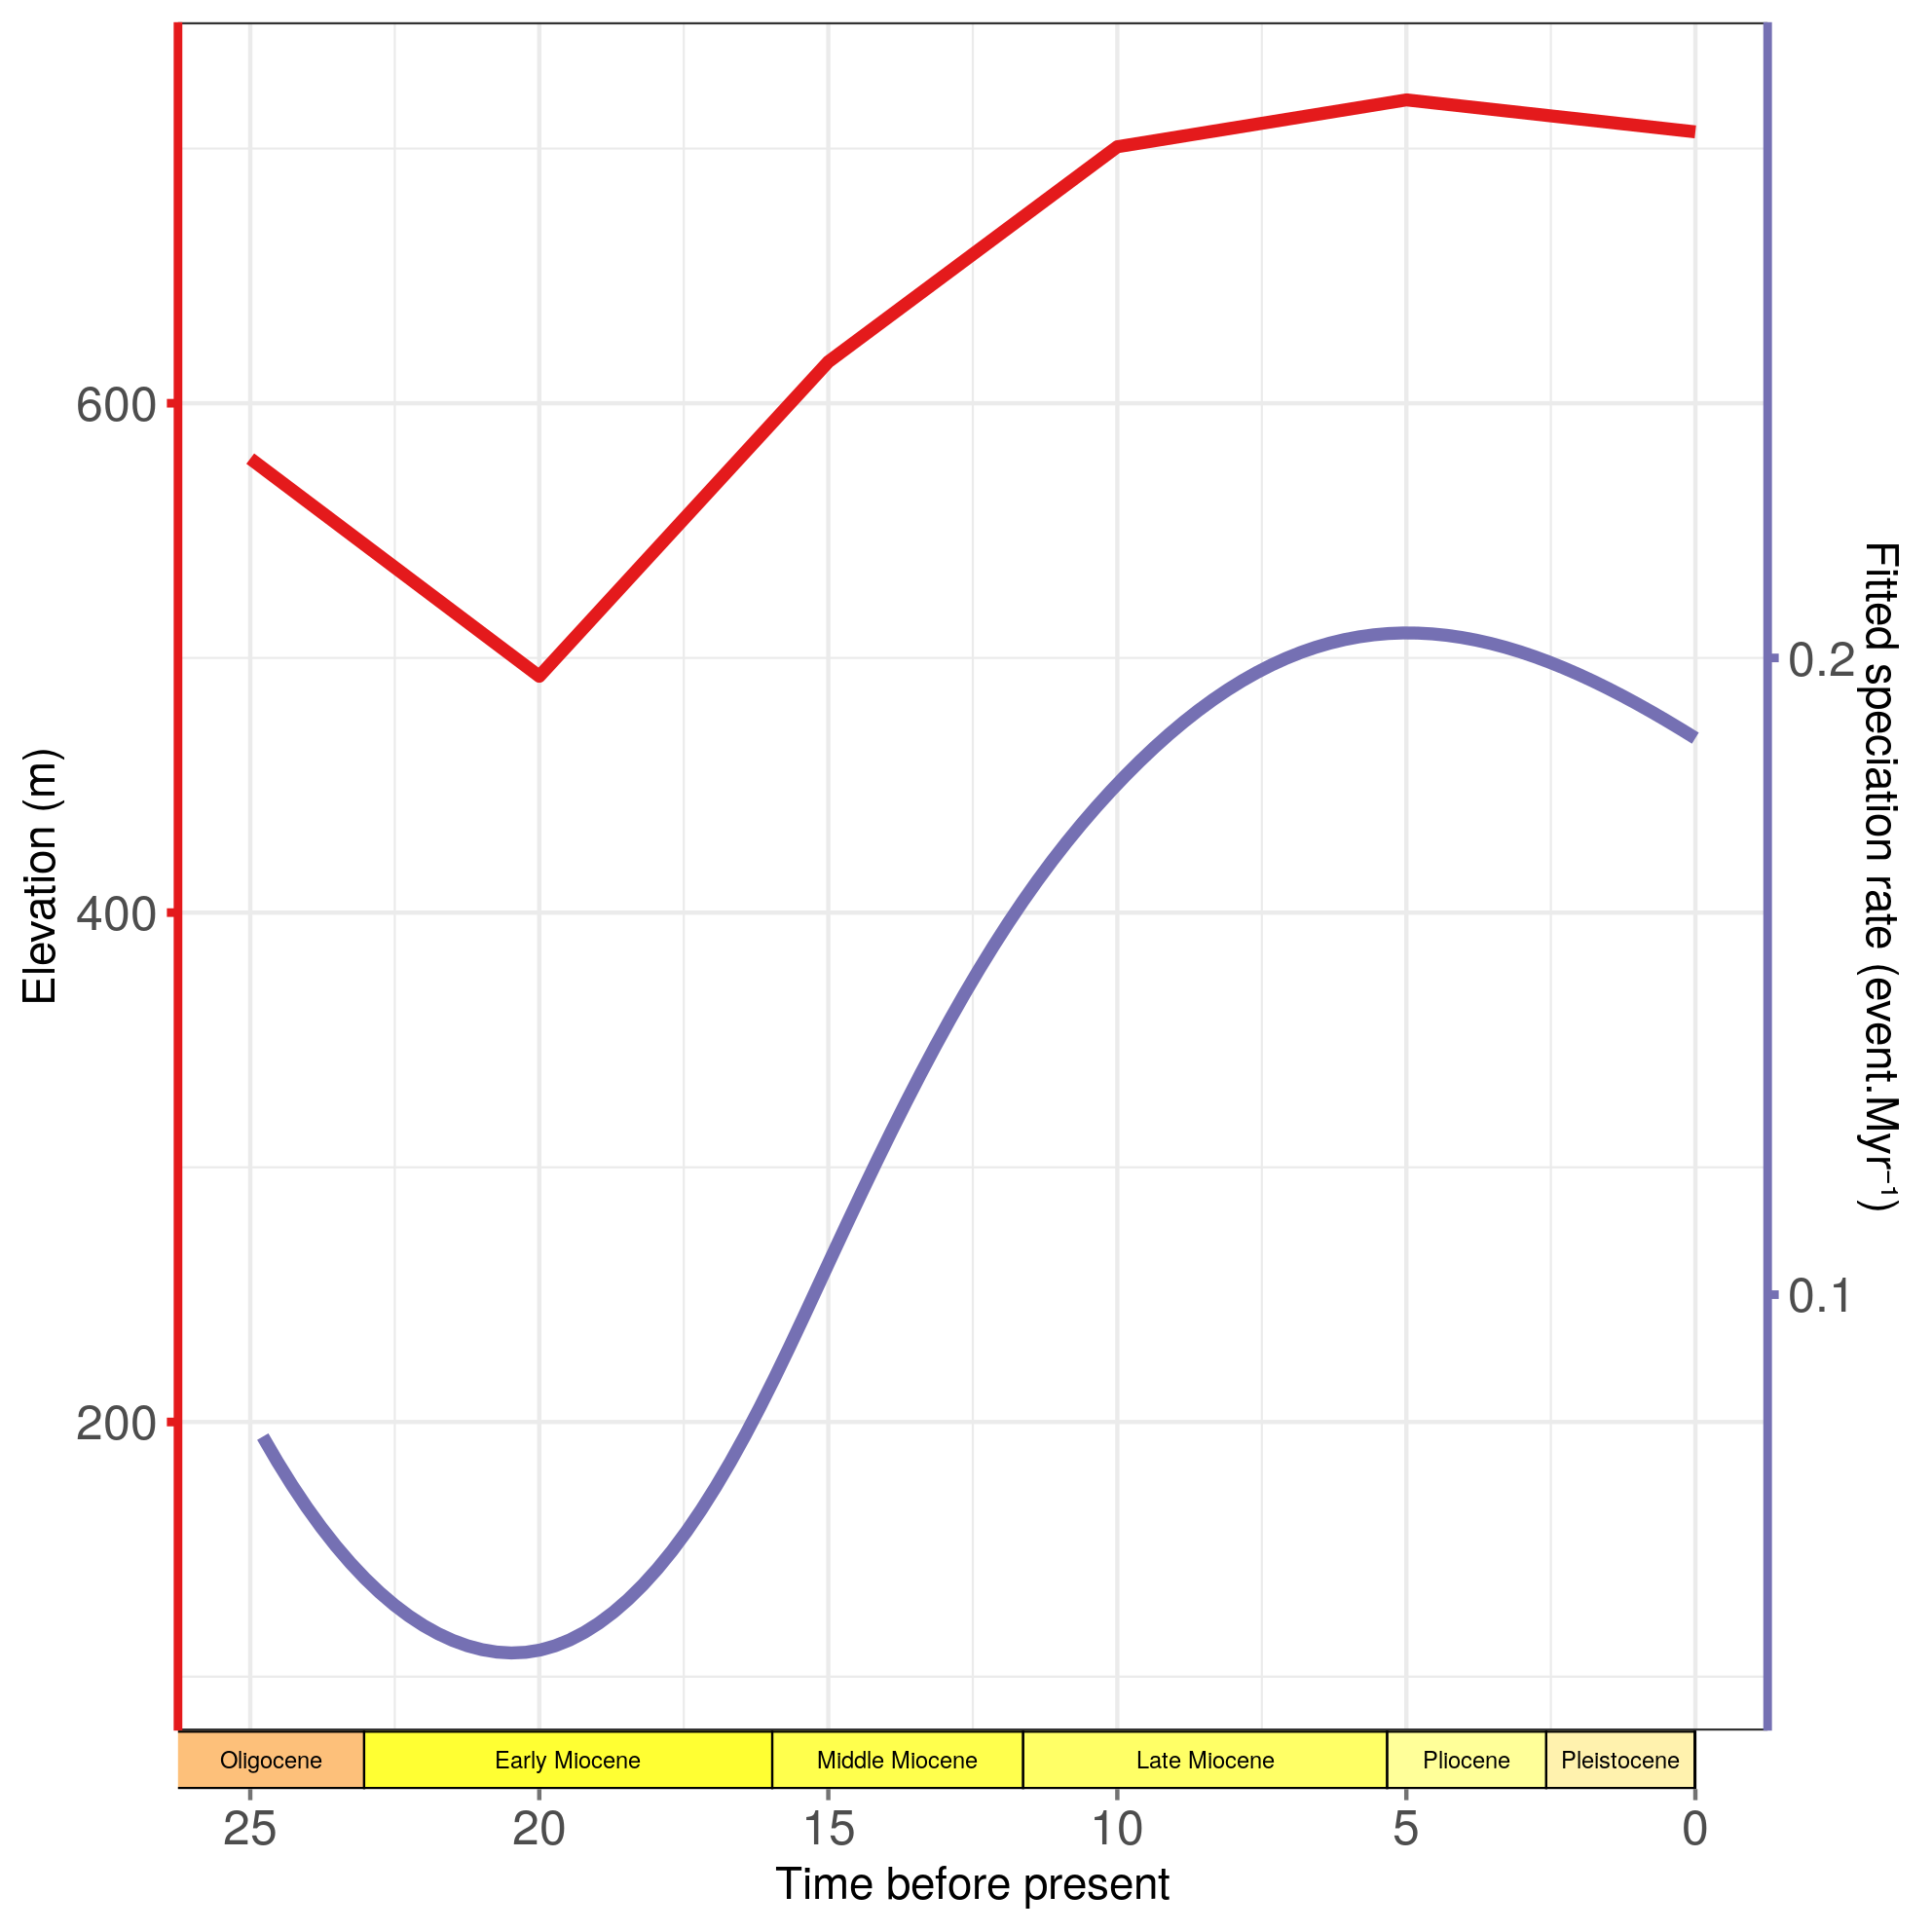 Elevation (m)
600
400
200
Fitted speciation rate (event.Myr⁻¹)
0.2
0.1
Oligocene Early Miocene Middle Miocene Late Miocene Pliocene Pleistocene
25 20 15 10 5 0
Time before present